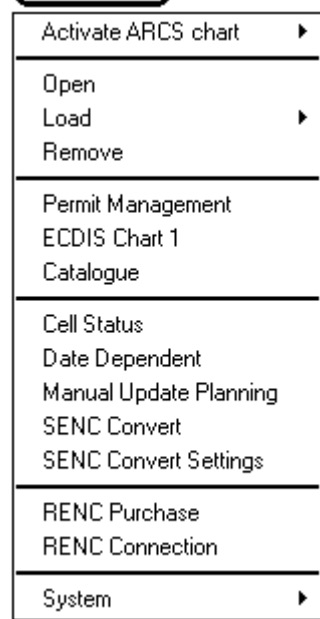 Activate ARCS chart
Open
Load
Remove
Permit Management
ECDIS Chart 1
Catalogue
Cell Status
Date Dependent
Manual Update Planning
SENC Convert
SENC Convert Settings
RENC Purchase
RENC Connection
System